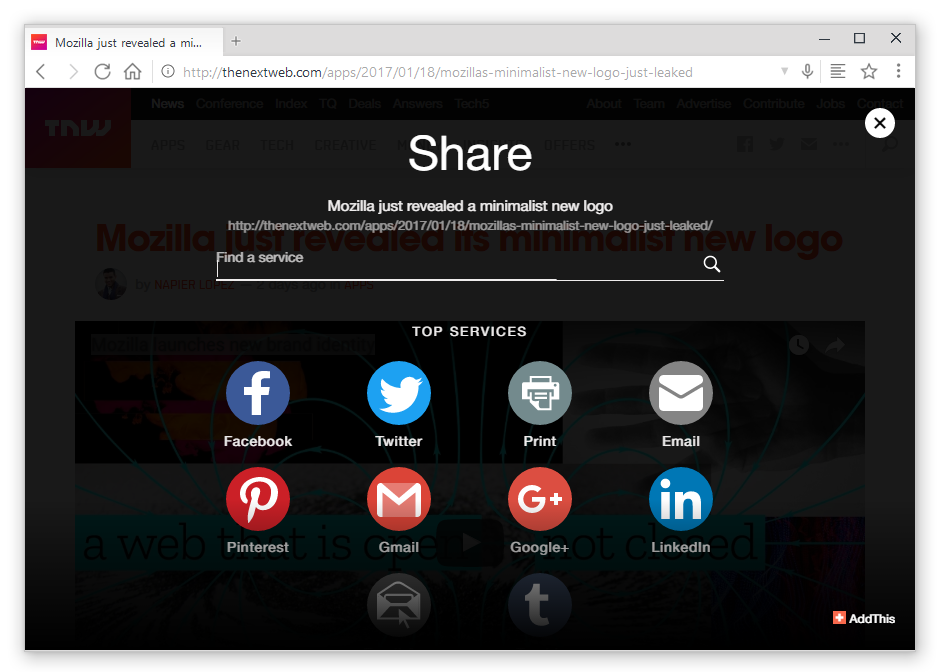 Mozilla just revealed a mi...
http://thenextweb.com/apps/2017/01/18/mozillas-minimalist-new-logo-just-leaked
TNW
News Conference Index TQ Deals Answers Tech5 About Team Advertise Contribute Jobs Contact
APPS GEAR TECH CREATIVE OFFERS
Share
Mozilla just revealed a minimalist new logo
http://thenextweb.com/apps/2017/01/18/mozillas-minimalist-new-logo-just-leaked/
Mozilla just revealed its minimalist new logo
Find a service
by NAPIER LOPEZ — 2 days ago in APPS
TOP SERVICES
Mozilla launches new brand identity
Facebook Twitter Print Email
Pinterest Gmail Google+ LinkedIn
a web that is open not closed
AddThis